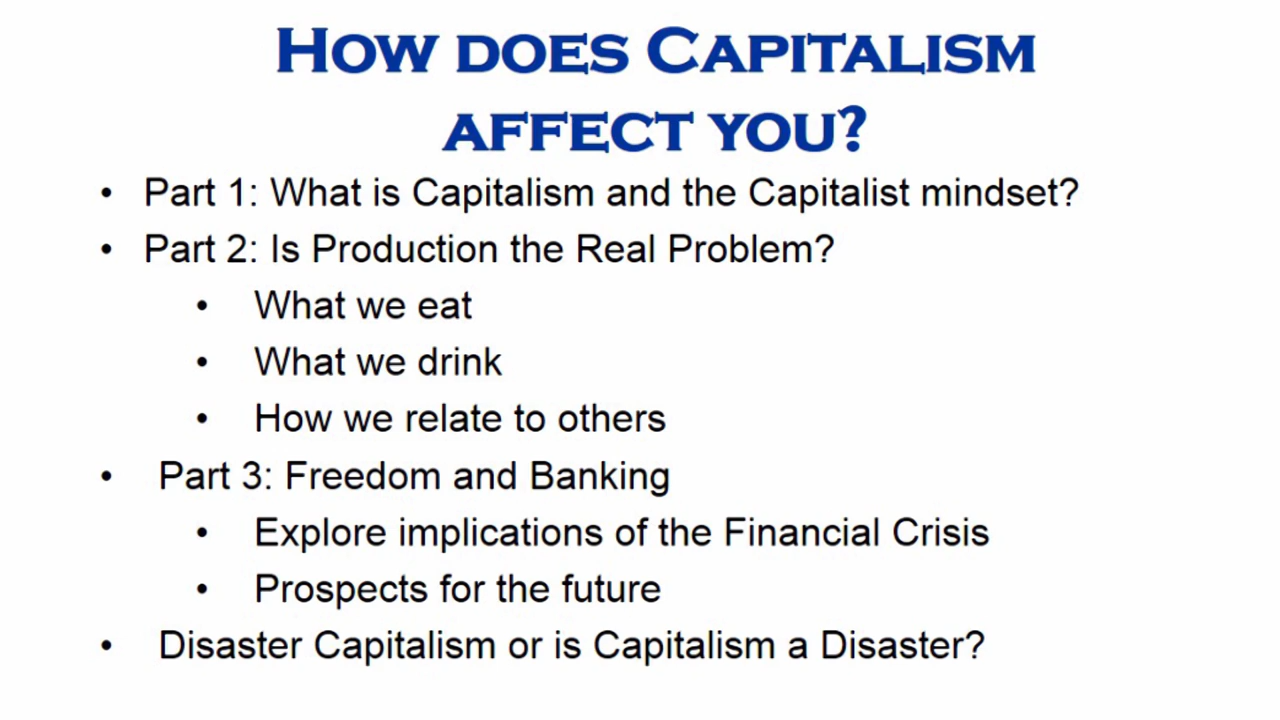 How does Capitalism
affect you?
• Part 1: What is Capitalism and the Capitalist mindset?
• Part 2: Is Production the Real Problem?
• What we eat
• What we drink
• How we relate to others
• Part 3: Freedom and Banking
• Explore implications of the Financial Crisis
• Prospects for the future
• Disaster Capitalism or is Capitalism a Disaster?